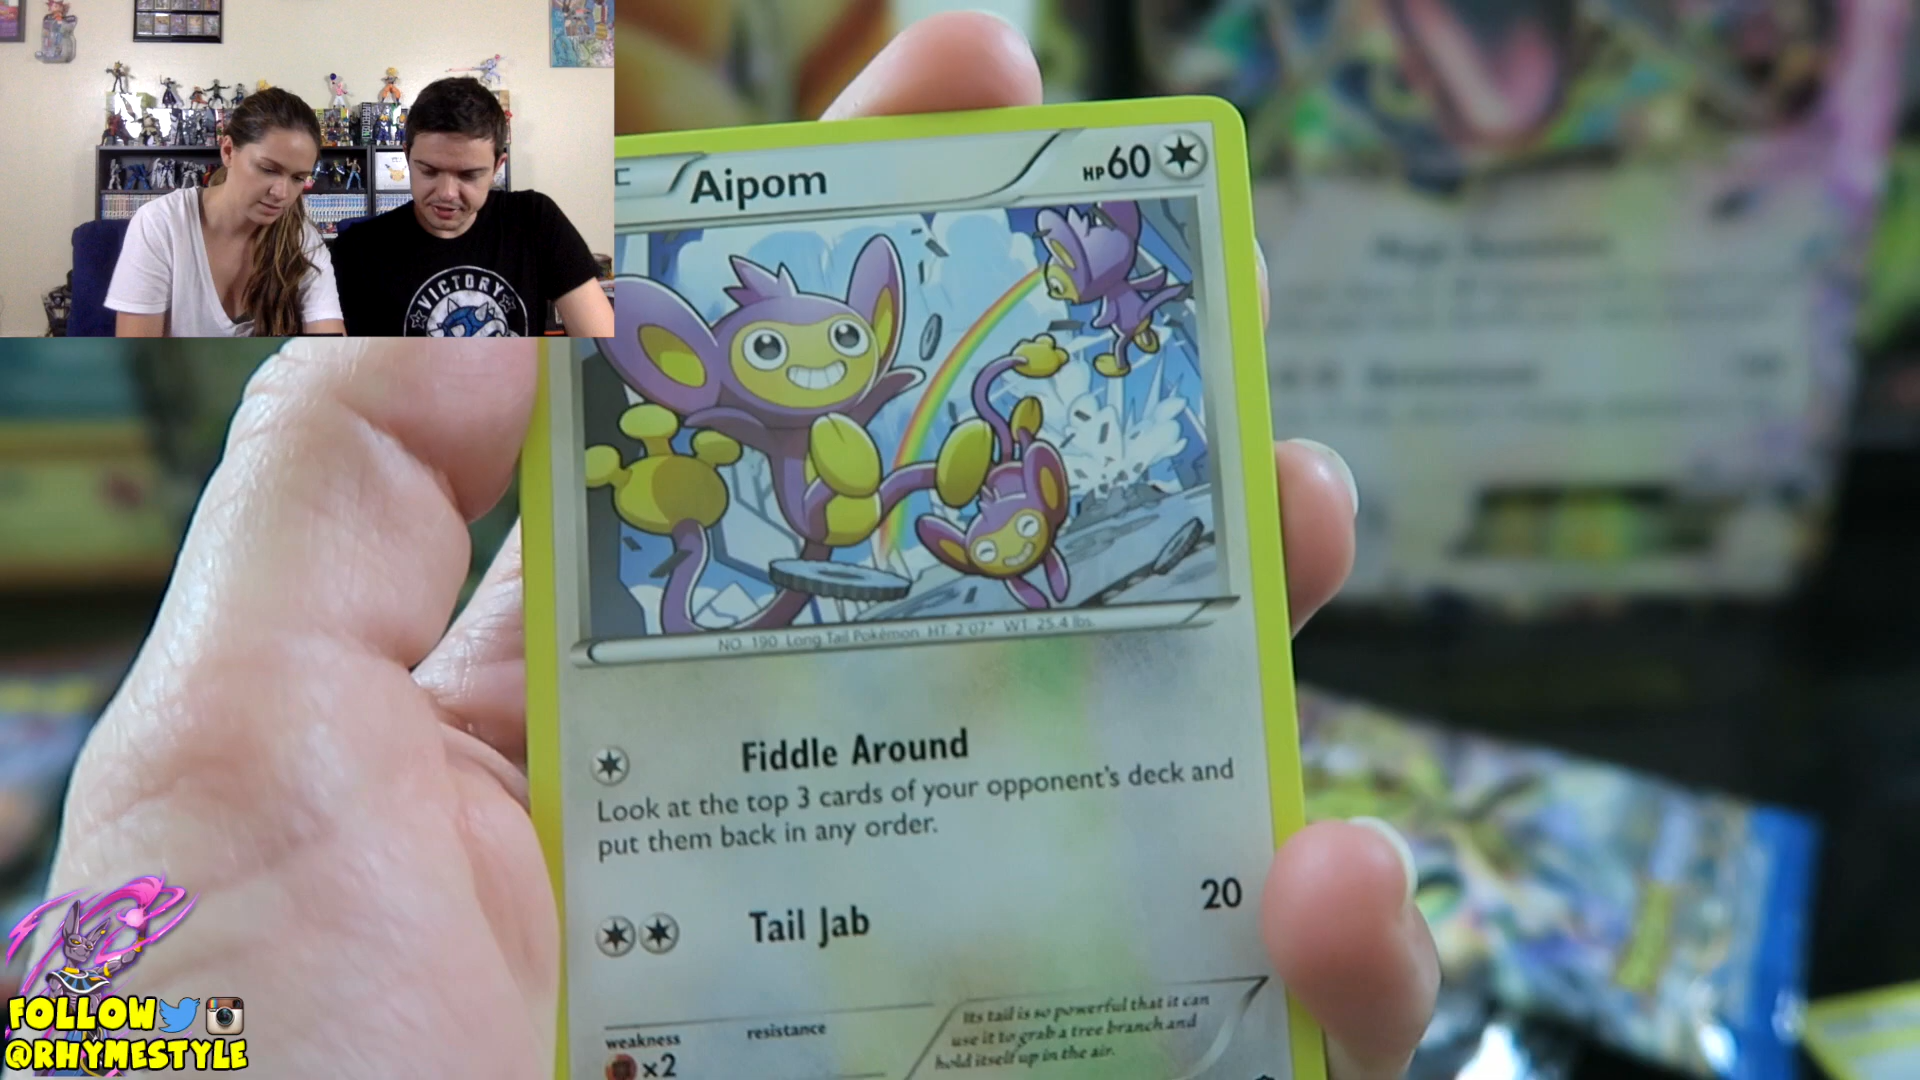 VICTORY
C
Aipom
HP60
NO. 190 Long Tail Pokémon HT: 2'07" WT: 25.4 lbs.
Fiddle Around
Look at the top 3 cards of your opponent's deck and
put them back in any order.
Tail Jab 20
weakness
resistance
×2
Its tail is so powerful that it can
use it to grab a tree branch and
hold itself up in the air.
FOLLOW
@RHYMESTYLE